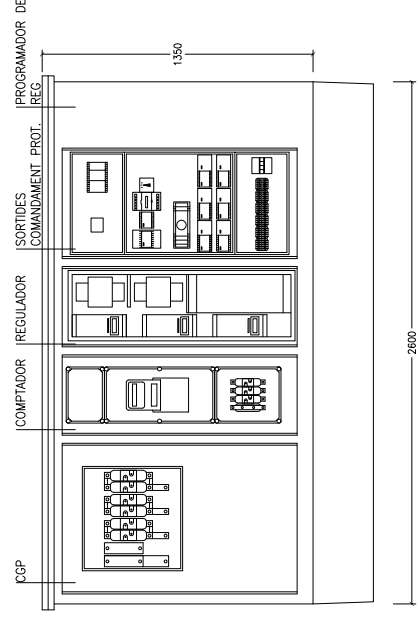 CGP
COMPTADOR
REGULADOR
SORTIDES
COMANDAMENT PROT.
PROGRAMADOR DE
REG
1350
2600